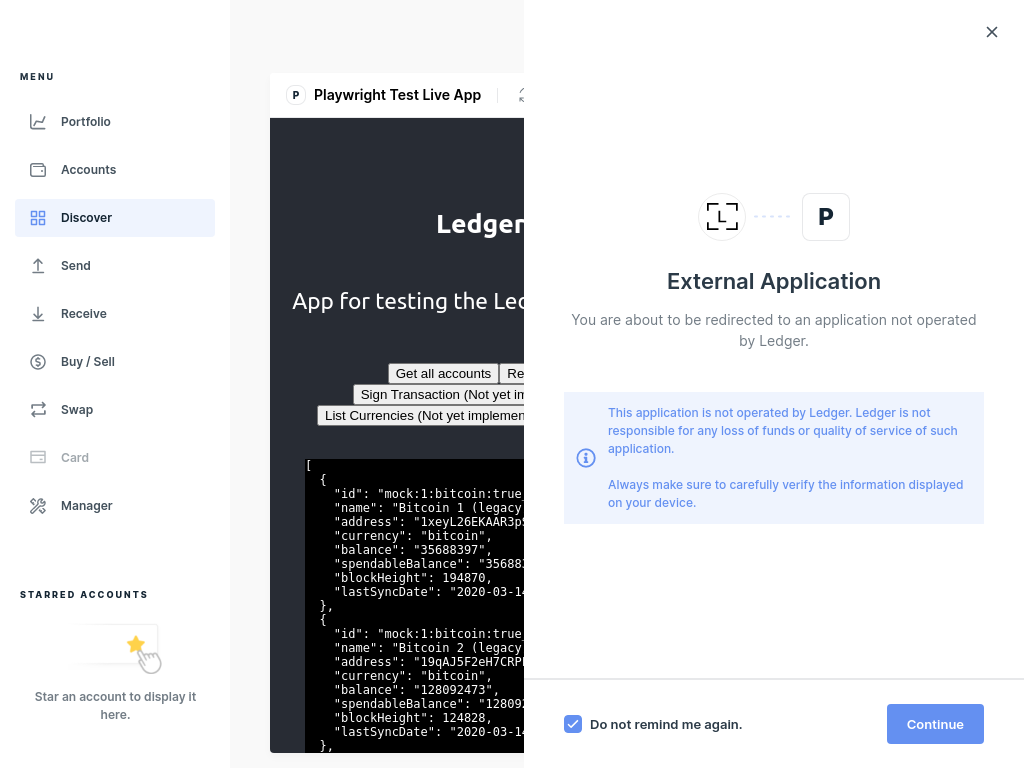 MENU
Portfolio
Accounts
Discover
Send
Receive
Buy / Sell
Swap
Card
Manager
STARRED ACCOUNTS
Star an account to display it
here.
P Playwright Test Live App
Ledger
App for testing the Led
Get all accounts Re
Sign Transaction (Not yet im
List Currencies (Not yet implemen
[
{
"id": "mock:1:bitcoin:true_
"name": "Bitcoin 1 (legacy
"address": "1xeyL26EKAAR3pS
"currency": "bitcoin",
"balance": "35688397",
"spendableBalance": "35688
"blockHeight": 194870,
"lastSyncDate": "2020-03-14
},
{
"id": "mock:1:bitcoin:true_
"name": "Bitcoin 2 (legacy
"address": "19qAJ5F2eH7CRP
"currency": "bitcoin",
"balance": "128092473",
"spendableBalance": "12809
"blockHeight": 124828,
"lastSyncDate": "2020-03-14
},
L P
External Application
You are about to be redirected to an application not operated
by Ledger.
This application is not operated by Ledger. Ledger is not
responsible for any loss of funds or quality of service of such
application.
Always make sure to carefully verify the information displayed
on your device.
Do not remind me again.
Continue